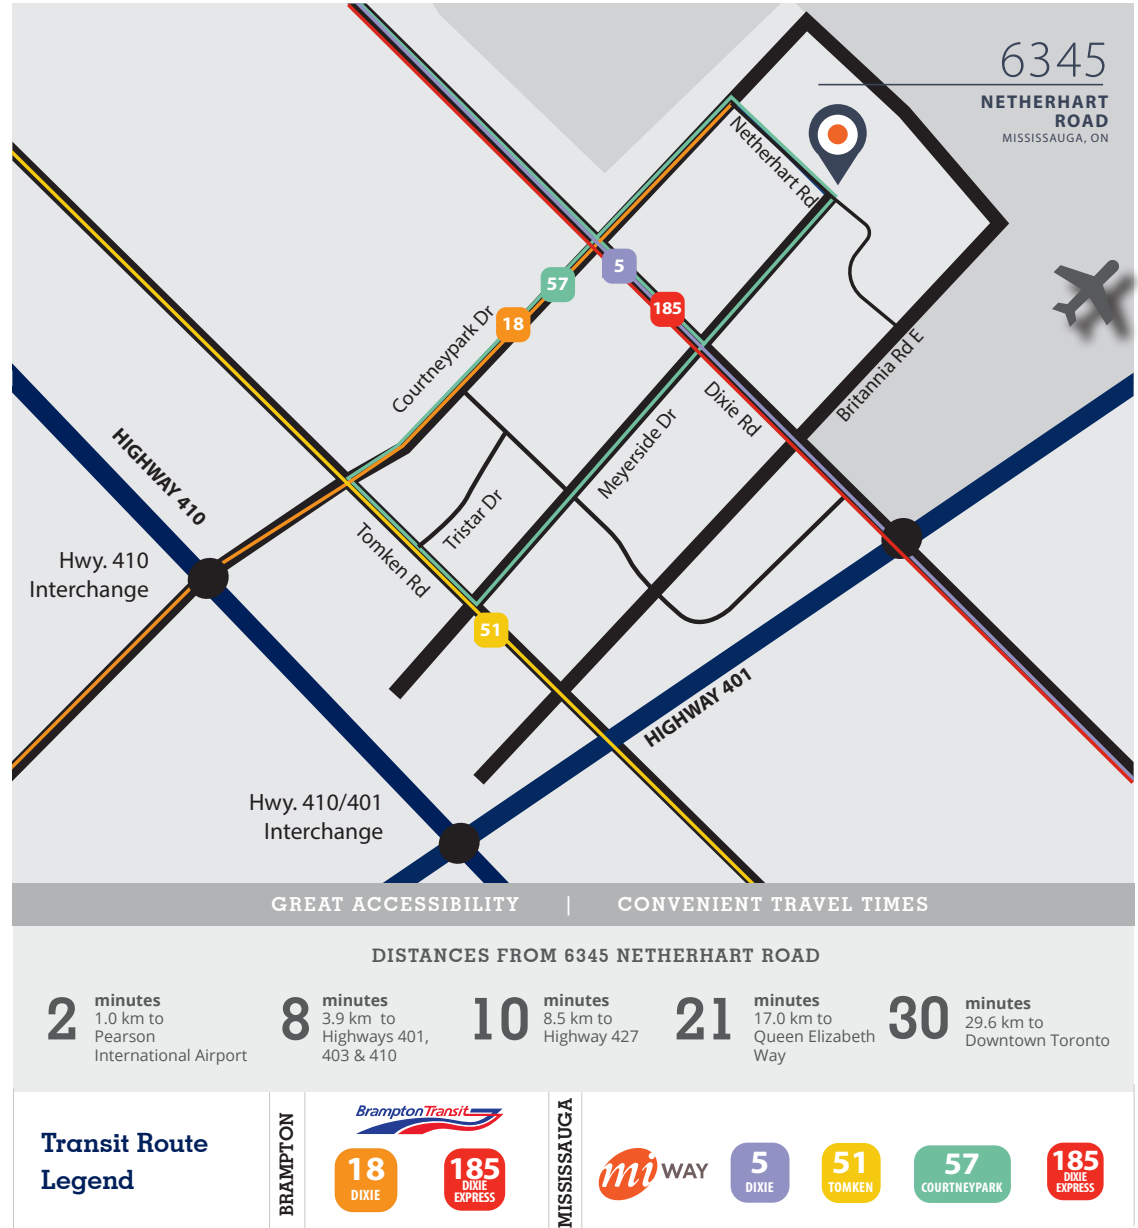 6345
NETHERHART
ROAD
MISSISSAUGA, ON
Netherhart Rd
5
57
185
18
Courtneypark Dr
Britannia Rd E
Dixie Rd
Meyerside Dr
HIGHWAY 410
Tristar Dr
Tomken Rd
Hwy. 410
Interchange
51
HIGHWAY 401
Hwy. 410/401
Interchange
GREAT ACCESSIBILITY | CONVENIENT TRAVEL TIMES
DISTANCES FROM 6345 NETHERHART ROAD
2 minutes
1.0 km to
Pearson
International Airport
8 minutes
3.9 km to
Highways 401,
403 & 410
10 minutes
8.5 km to
Highway 427
21 minutes
17.0 km to
Queen Elizabeth
Way
30 minutes
29.6 km to
Downtown Toronto
Transit Route
Legend
BRAMPTON
Brampton Transit
18
DIXIE
185
DIXIE
EXPRESS
MISSISSAUGA
mi WAY
5
DIXIE
51
TOMKEN
57
COURTNEYPARK
185
DIXIE
EXPRESS